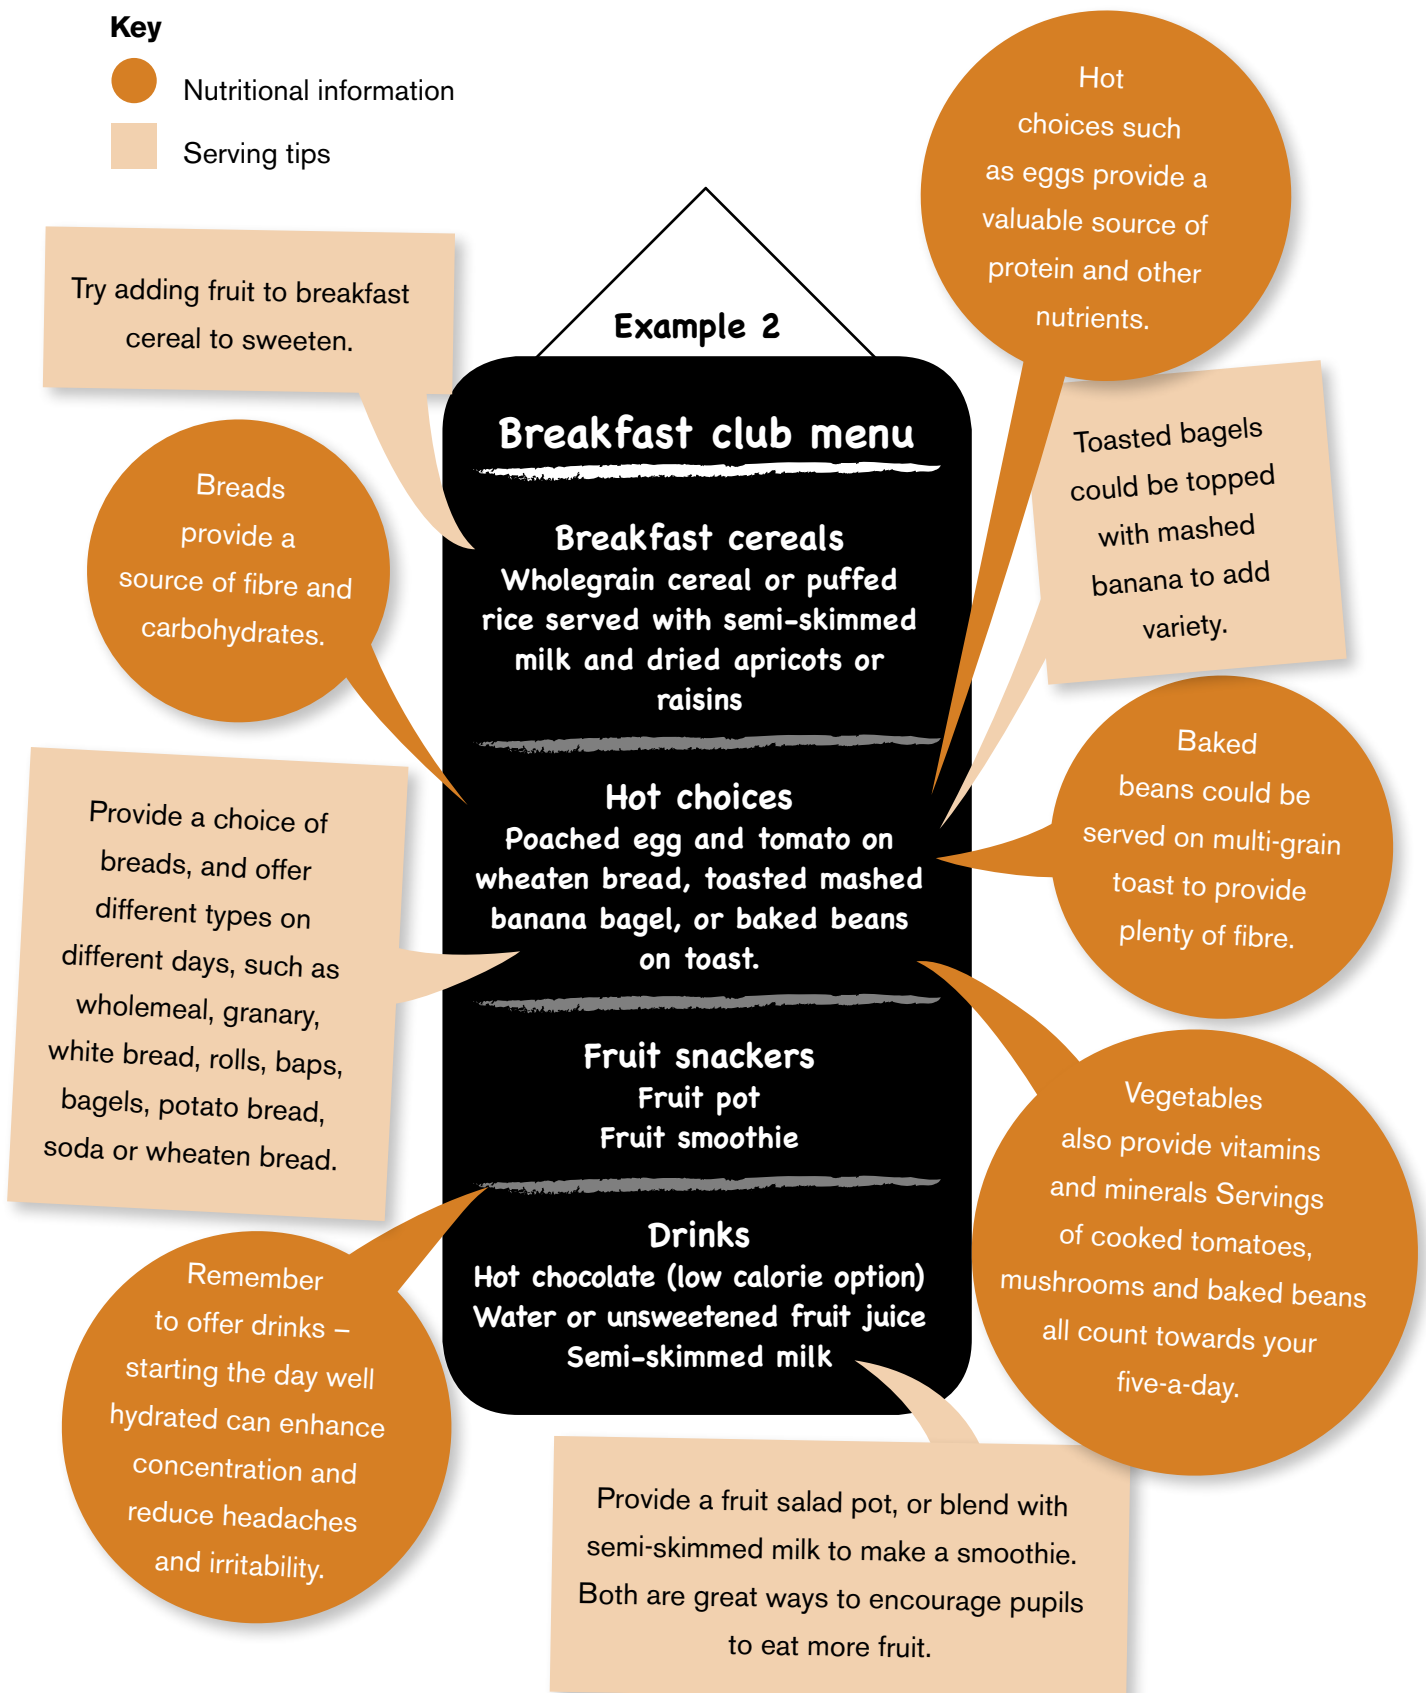 Key
Nutritional information
Serving tips
Hot
choices such
as eggs provide a
valuable source of
protein and other
nutrients.
Try adding fruit to breakfast
cereal to sweeten.
Example 2
Breakfast club menu
Toasted bagels
could be topped
with mashed
banana to add
variety.
Breads
provide a
source of fibre and
carbohydrates.
Breakfast cereals
Wholegrain cereal or puffed
rice served with semi-skimmed
milk and dried apricots or
raisins
Baked
beans could be
served on multi-grain
toast to provide
plenty of fibre.
Provide a choice of
breads, and offer
different types on
different days, such as
wholemeal, granary,
white bread, rolls, baps,
bagels, potato bread,
soda or wheaten bread.
Hot choices
Poached egg and tomato on
wheaten bread, toasted mashed
banana bagel, or baked beans
on toast.
Fruit snackers
Fruit pot
Fruit smoothie
Vegetables
also provide vitamins
and minerals Servings
of cooked tomatoes,
mushrooms and baked beans
all count towards your
five-a-day.
Drinks
Hot chocolate (low calorie option)
Water or unsweetened fruit juice
Semi-skimmed milk
Remember
to offer drinks –
starting the day well
hydrated can enhance
concentration and
reduce headaches
and irritability.
Provide a fruit salad pot, or blend with
semi-skimmed milk to make a smoothie.
Both are great ways to encourage pupils
to eat more fruit.